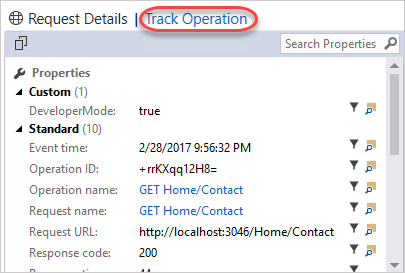 Request Details | Track Operation
Search Properties
Properties
Custom (1)
DeveloperMode: true
Standard (10)
Event time: 2/28/2017 9:56:32 PM
Operation ID: +rrKXqq12H8=
Operation name: GET Home/Contact
Request name: GET Home/Contact
Request URL: http://localhost:3046/Home/Contact
Response code: 200